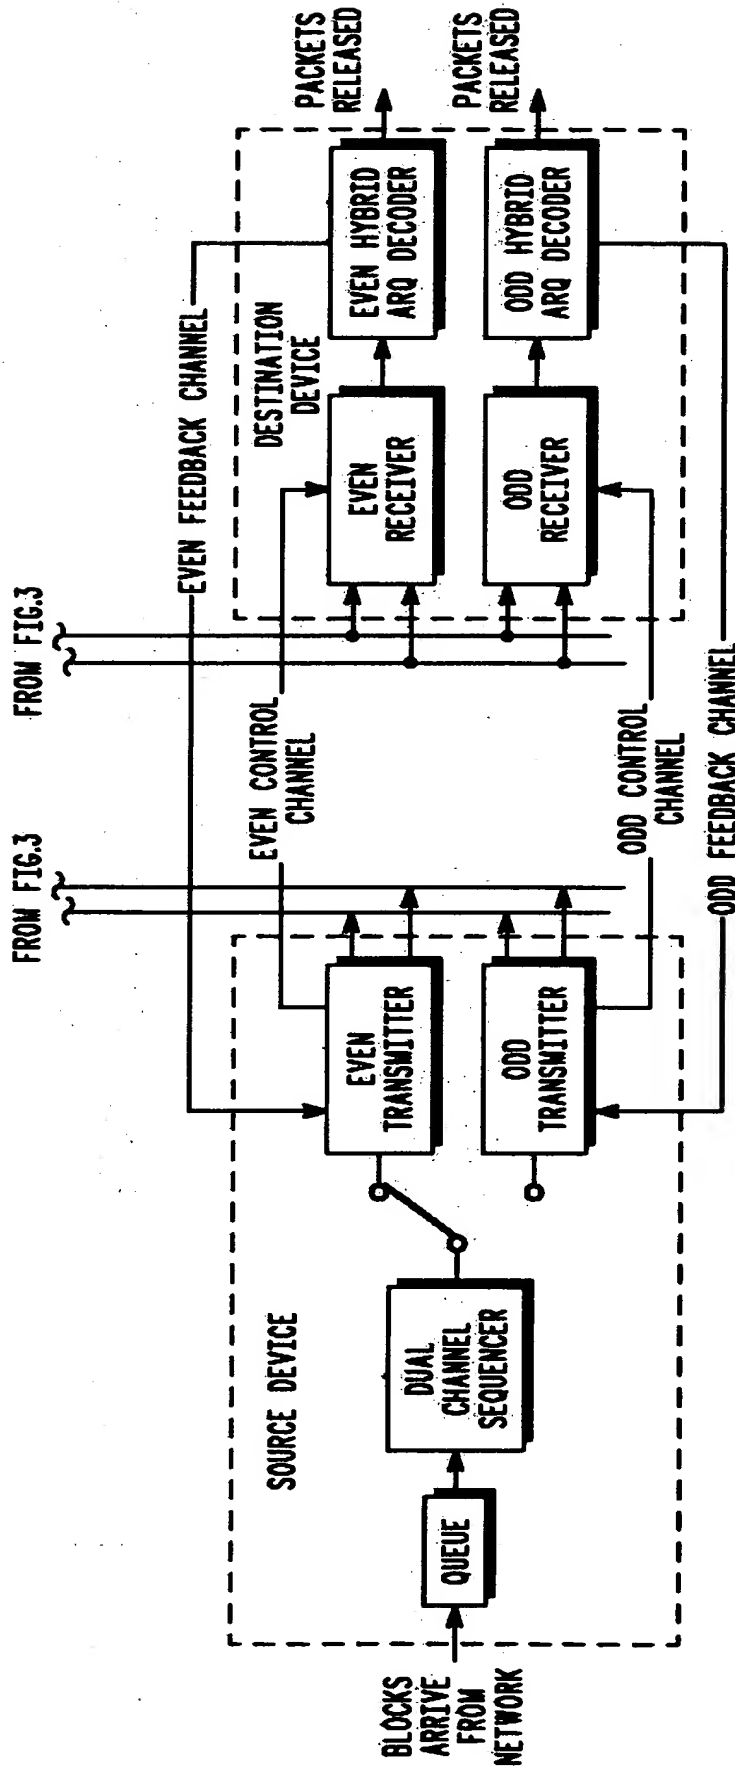 FROM FIG.3
FROM FIG.3
EVEN FEEDBACK CHANNEL
SOURCE DEVICE
EVEN CONTROL
CHANNEL
DESTINATION
DEVICE
BLOCKS
ARRIVE
FROM
NETWORK
QUEUE
DUAL
CHANNEL
SEQUENCER
EVEN
TRANSMITTER
EVEN
RECEIVER
EVEN HYBRID
ARQ DECODER
PACKETS
RELEASED
ODD
TRANSMITTER
ODD
RECEIVER
ODD HYBRID
ARQ DECODER
PACKETS
RELEASED
ODD CONTROL
CHANNEL
ODD FEEDBACK CHANNEL